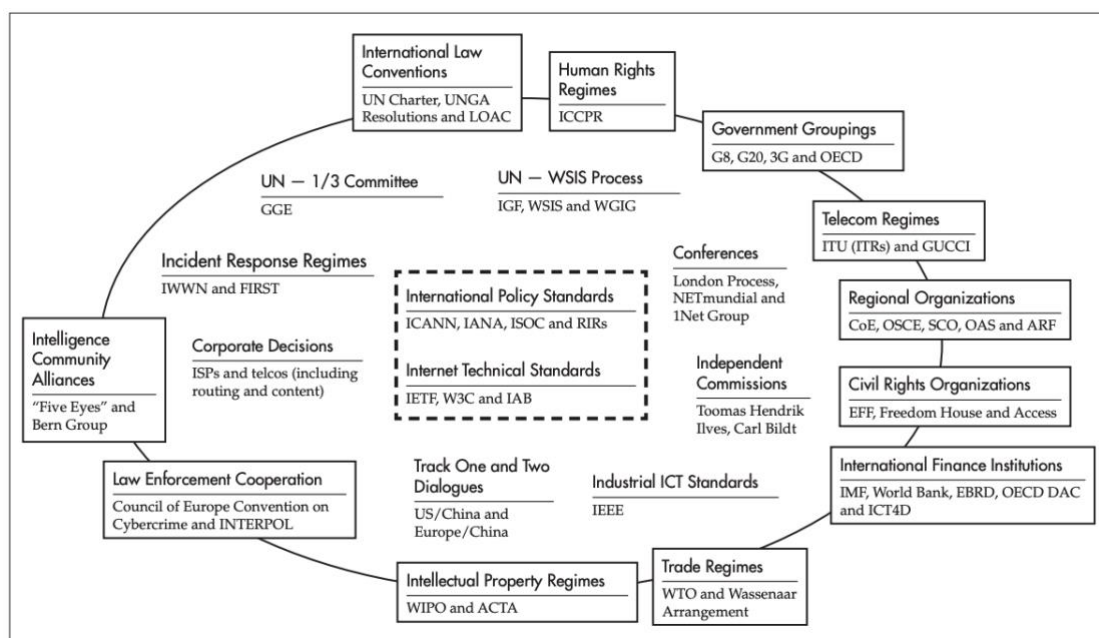 International Law
Conventions
UN Charter, UNGA
Resolutions and LOAC
Human Rights
Regimes
ICCPR
Government Groupings
G8, G20, 3G and OECD
UN — 1/3 Committee
GGE
UN — WSIS Process
IGF, WSIS and WGIG
Telecom Regimes
ITU (ITRs) and GUCCI
Incident Response Regimes
IWWN and FIRST
Conferences
London Process,
NETmundial and
1Net Group
International Policy Standards
ICANN, IANA, ISOC and RIRs
Regional Organizations
CoE, OSCE, SCO, OAS and ARF
Intelligence
Community
Alliances
“Five Eyes” and
Bern Group
Corporate Decisions
ISPs and telcos (including
routing and content)
Internet Technical Standards
IETF, W3C and IAB
Independent
Commissions
Toomas Hendrik
Ilves, Carl Bildt
Civil Rights Organizations
EFF, Freedom House and Access
Law Enforcement Cooperation
Council of Europe Convention on
Cybercrime and INTERPOL
Track One and Two
Dialogues
US/China and
Europe/China
Industrial ICT Standards
IEEE
International Finance Institutions
IMF, World Bank, EBRD, OECD DAC
and ICT4D
Intellectual Property Regimes
WIPO and ACTA
Trade Regimes
WTO and Wassenaar
Arrangement